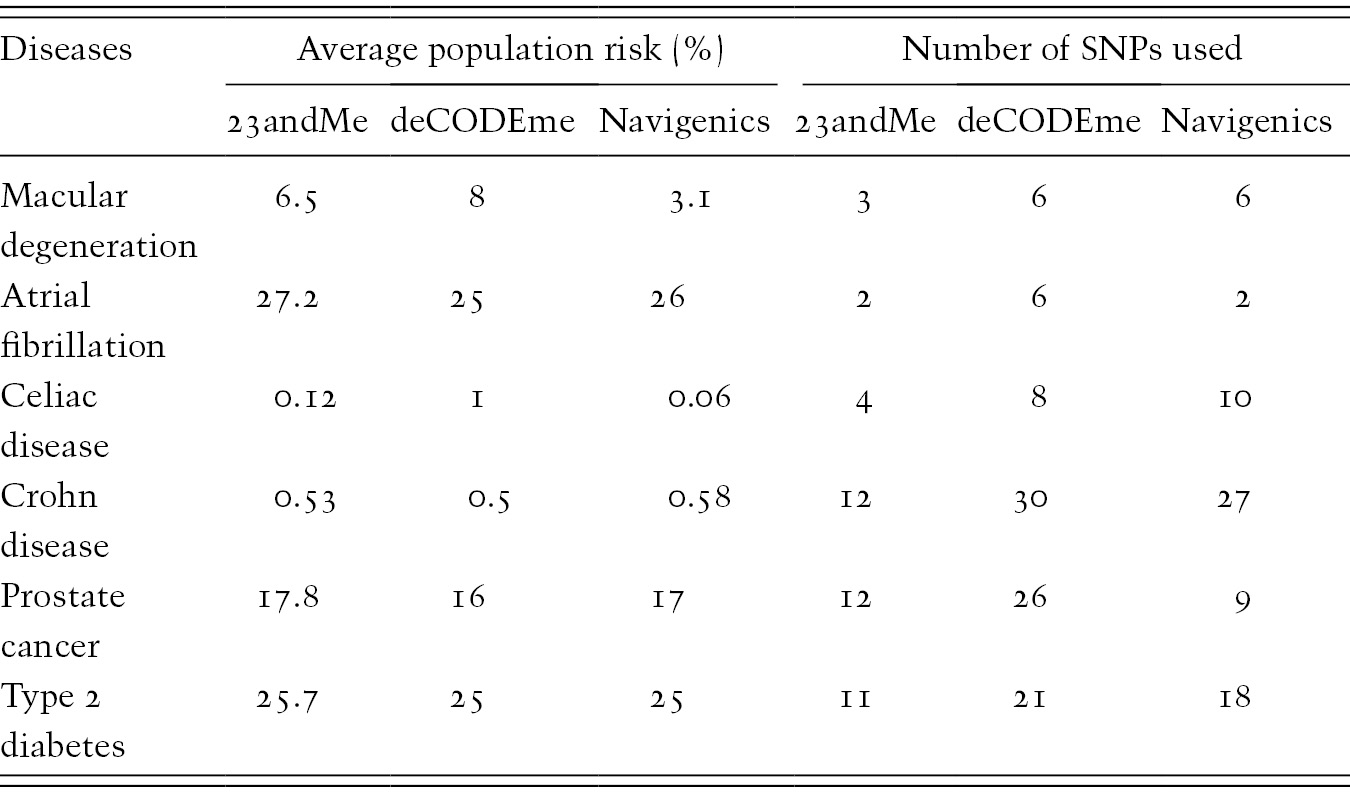 Diseases Average population risk (%) Number of SNPs used
23andMe deCODEme Navigenics 23andMe deCODEme Navigenics
Macular 6.5 8 3.1 3 6 6
degeneration
Atrial 27.2 25 26 2 6 2
fibrillation
Celiac 0.12 1 0.06 4 8 10
disease
Crohn 0.53 0.5 0.58 12 30 27
disease
Prostate 17.8 16 17 12 26 9
cancer
Type 2 25.7 25 25 11 21 18
diabetes